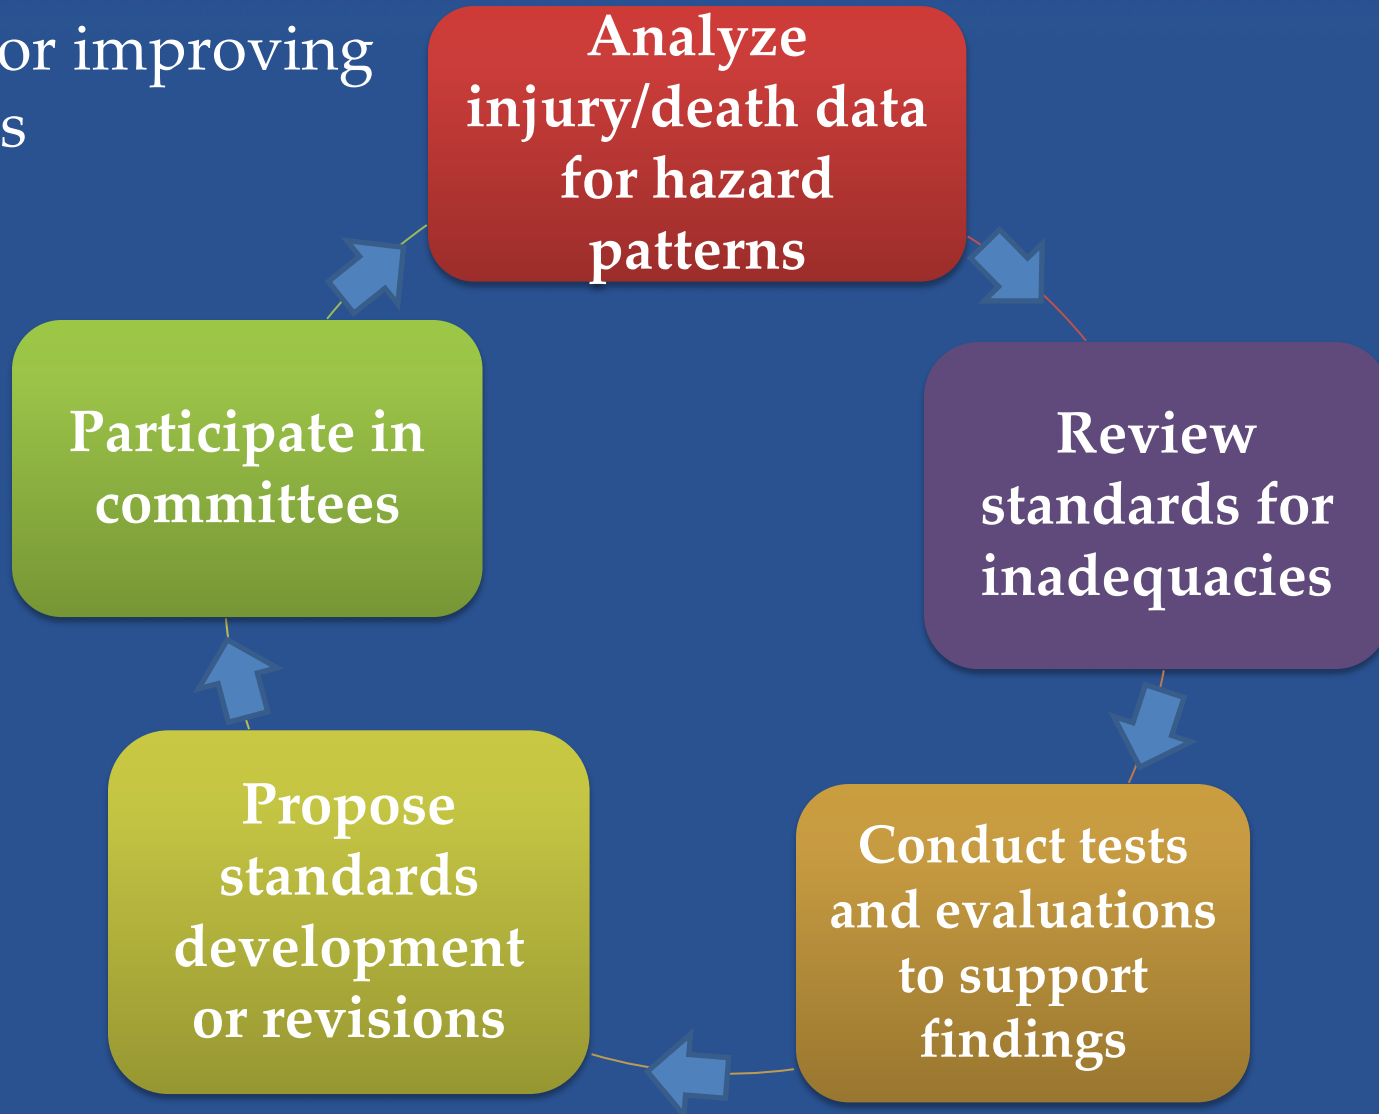 or improving
s
Analyze
injury/death data
for hazard
patterns
Review
standards for
inadequacies
Conduct tests
and evaluations
to support
findings
Propose
standards
development
or revisions
Participate in
committees